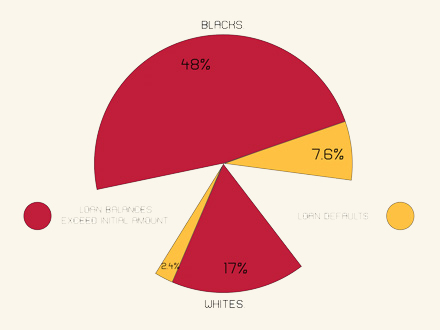 BLACKS
48%
7.6%
LOAN BALANCES
EXCEED INITIAL AMOUNT
LOAN DEFAULTS
2.4%
17%
WHITES